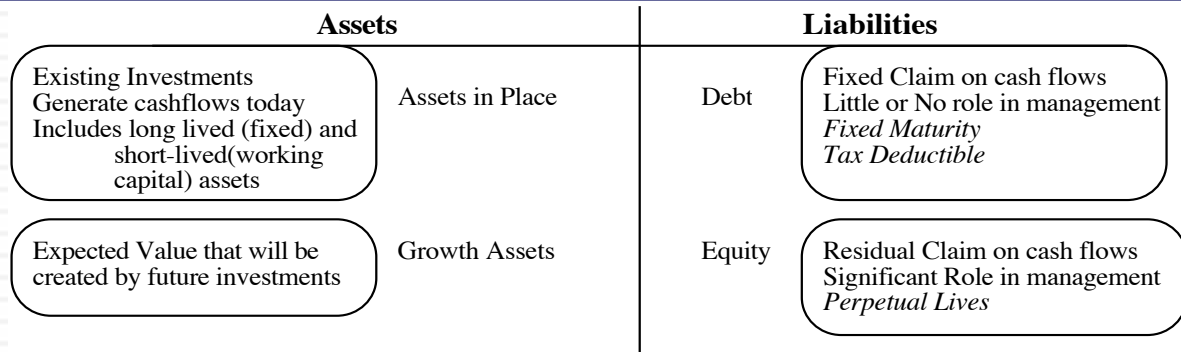 Assets
Liabilities
Existing Investments
Generate cashflows today
Includes long lived (fixed) and
short-lived(working
capital) assets
Assets in Place
Debt
Fixed Claim on cash flows
Little or No role in management
Fixed Maturity
Tax Deductible
Expected Value that will be
created by future investments
Growth Assets
Equity
Residual Claim on cash flows
Significant Role in management
Perpetual Lives